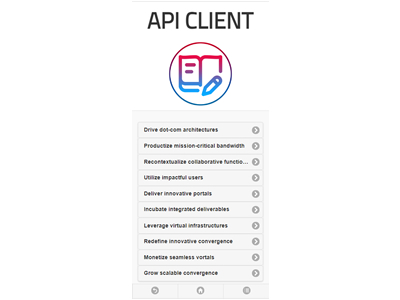 API CLIENT
Drive dot-com architectures
Productize mission-critical bandwidth
Recontextualize collaborative functio...
Utilize impactful users
Deliver innovative portals
Incubate integrated deliverables
Leverage virtual infrastructures
Redefine innovative convergence
Monetize seamless vortals
Grow scalable convergence